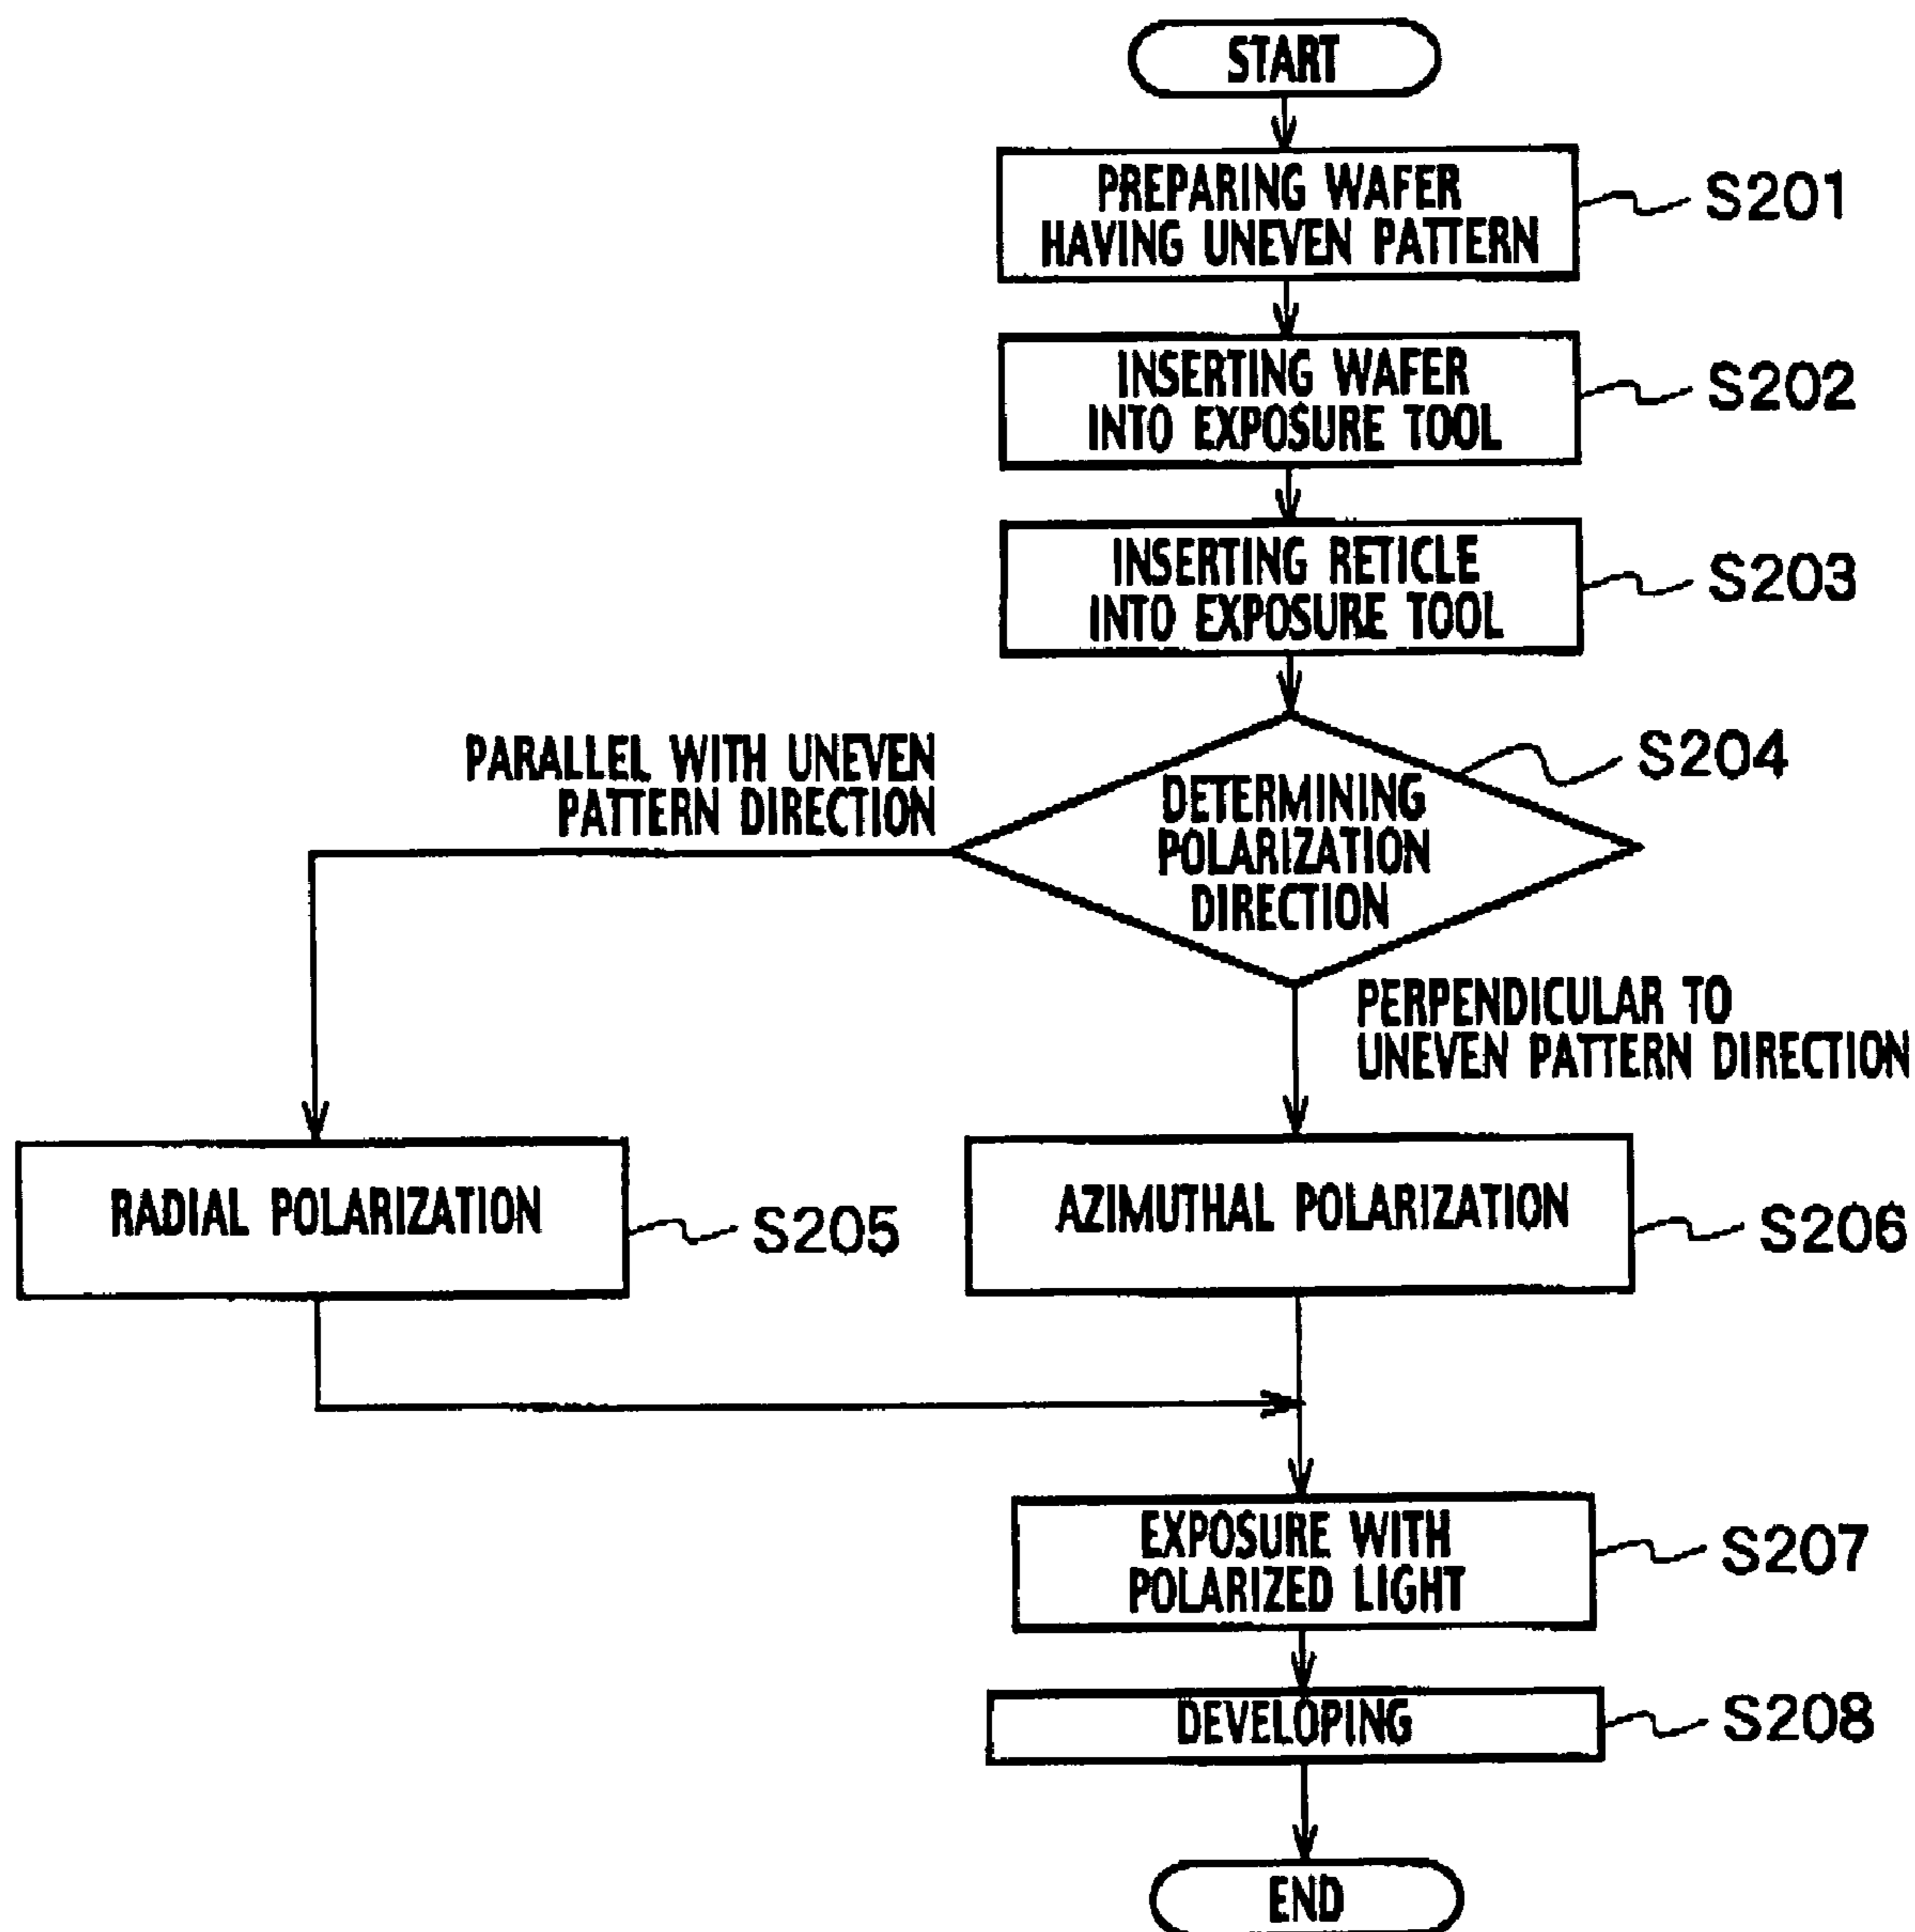 START
PREPARING WAFER
HAVING UNEVEN PATTERN
S201
INSERTING WAFER
INTO EXPOSURE TOOL
S202
INSERTING RETICLE
INTO EXPOSURE TOOL
S203
PARALLEL WITH UNEVEN
PATTERN DIRECTION
DETERMINING
POLARIZATION
DIRECTION
S204
PERPENDICULAR TO
UNEVEN PATTERN DIRECTION
RADIAL POLARIZATION
S205
AZIMUTHAL POLARIZATION
S206
EXPOSURE WITH
POLARIZED LIGHT
S207
DEVELOPING
S208
END